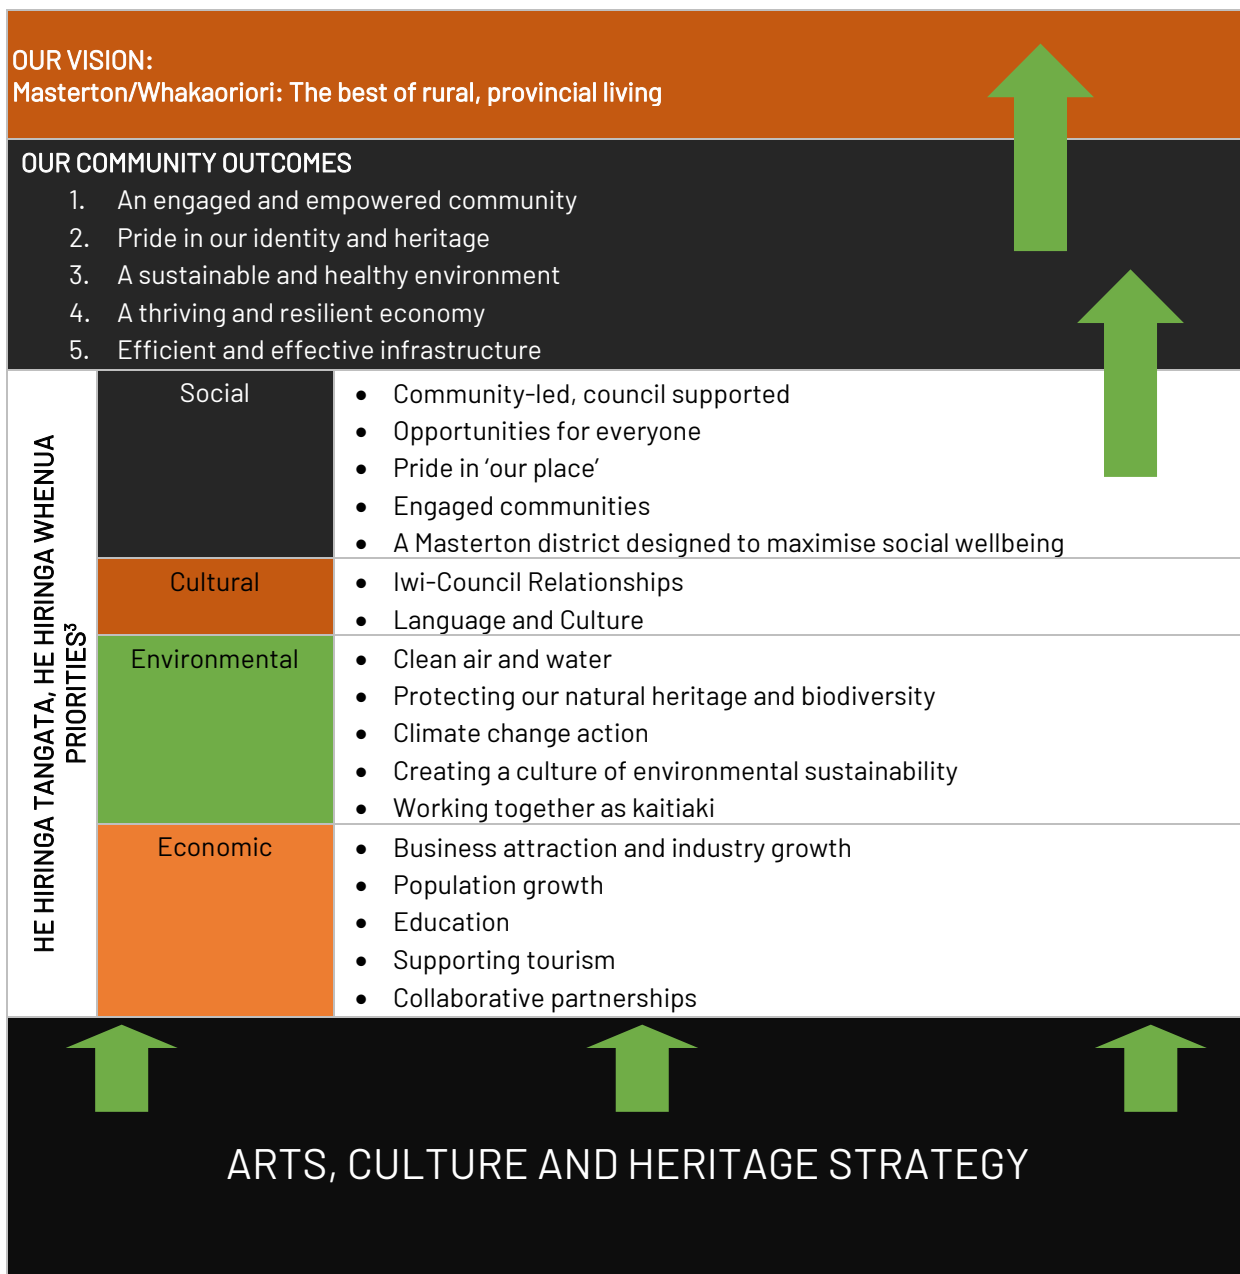 OUR VISION:
Masterton/Whakaoriori: The best of rural, provincial living
OUR COMMUNITY OUTCOMES
1. An engaged and empowered community
2. Pride in our identity and heritage
3. A sustainable and healthy environment
4. A thriving and resilient economy
5. Efficient and effective infrastructure
HE HIRINGA TANGATA, HE HIRINGA WHENUA
PRIORITIES³
Social
• Community-led, council supported
• Opportunities for everyone
• Pride in ‘our place’
• Engaged communities
• A Masterton district designed to maximise social wellbeing
Cultural
• Iwi-Council Relationships
• Language and Culture
Environmental
• Clean air and water
• Protecting our natural heritage and biodiversity
• Climate change action
• Creating a culture of environmental sustainability
• Working together as kaitiaki
Economic
• Business attraction and industry growth
• Population growth
• Education
• Supporting tourism
• Collaborative partnerships
ARTS, CULTURE AND HERITAGE STRATEGY